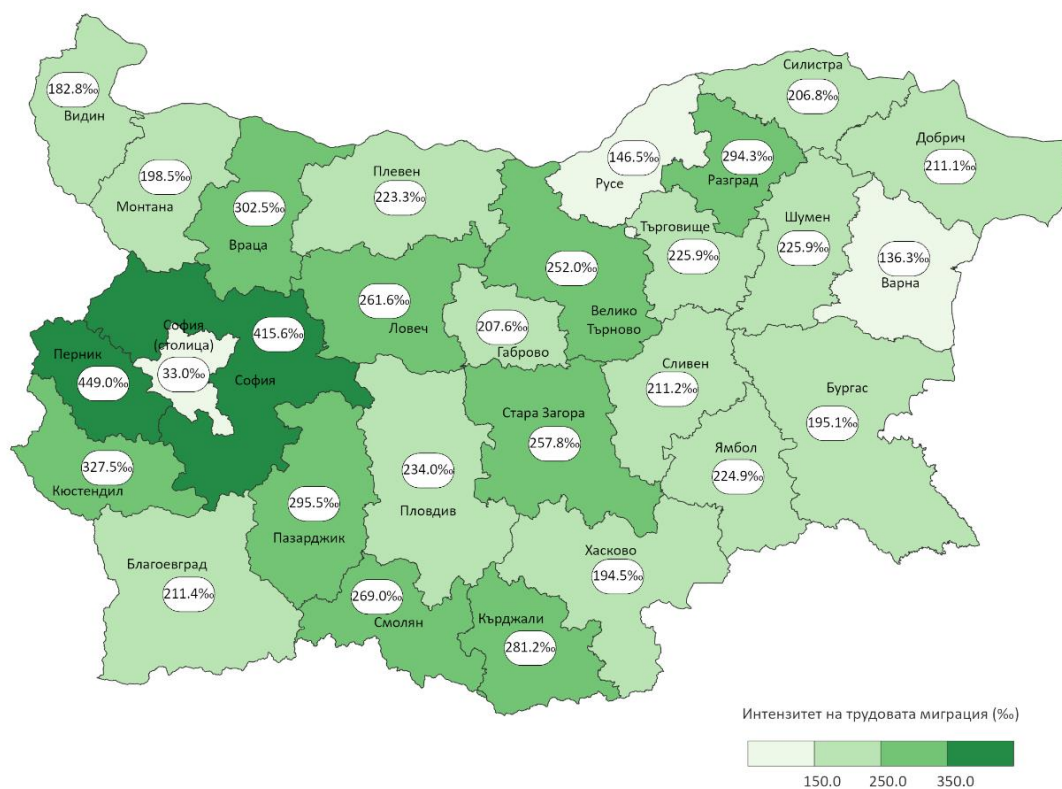 Силистра
206.8‰
182.8‰
Видин
Добрич
211.1‰
146.5‰
Русе
294.3‰
Разград
Плевен
223.3‰
198.5‰
Монтана
302.5‰
Враца
Търговище
225.9‰
Шумен
225.9‰
136.3‰
Варна
252.0‰
Велико
Търново
261.6‰
Ловеч
207.6‰
Габрово
София
(столица)
33.0‰
415.6‰
София
Перник
449.0‰
Сливен
211.2‰
Бургас
195.1‰
Стара Загора
257.8‰
Ямбол
224.9‰
327.5‰
Кюстендил
295.5‰
Пазарджик
234.0‰
Пловдив
Хасково
194.5‰
Благоевград
211.4‰
269.0‰
Смолян
Кърджали
281.2‰
Интензитет на трудовата миграция (‰)
150.0 250.0 350.0